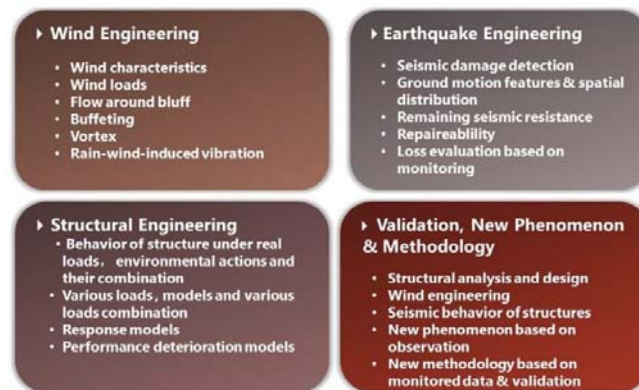 ▸ Wind Engineering
• Wind characteristics
• Wind loads
• Flow around bluff
• Buffeting
• Vortex
• Rain-wind-induced vibration
▸ Earthquake Engineering
• Seismic damage detection
• Ground motion features & spatial
distribution
• Remaining seismic resistance
• Repaireablility
• Loss evaluation based on
monitoring
▸ Structural Engineering
• Behavior of structure under real
loads, environmental actions and
their combination
• Various loads, models and various
loads combination
• Response models
• Performance deterioration models
▸ Validation, New Phenomenon
& Methodology
• Structural analysis and design
• Wind engineering
• Seismic behavior of structures
• New phenomenon based on
observation
• New methodology based on
monitored data & validation